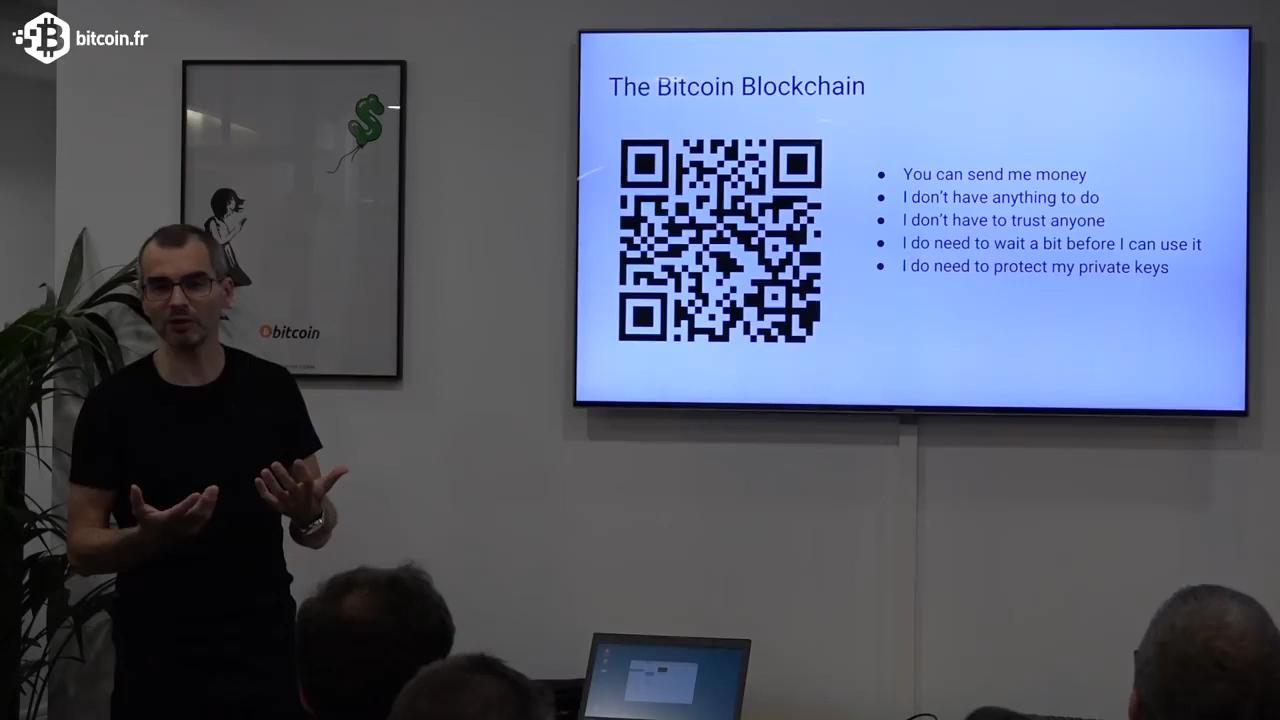 bitcoin.fr
The Bitcoin Blockchain
You can send me money
I don't have anything to do
I don't have to trust anyone
I do need to wait a bit before I can use it
I do need to protect my private keys
bitcoin